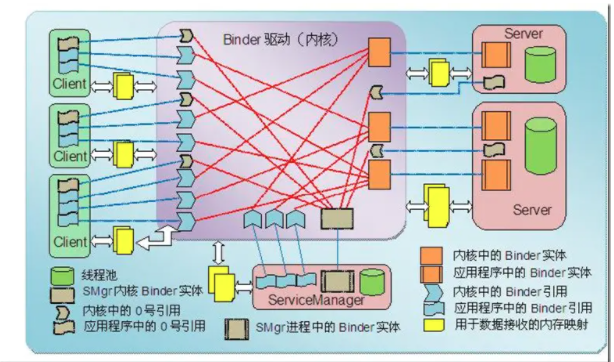 Binder 驱动（内核）
Server
Client
Client
Server
Client
ServiceManager
线程池
SMgr内核 Binder实体
内核中的 0号引用
应用程序中的 0号引用
SMgr进程中的 Binder实体
内核中的 Binder实体
应用程序中的 Binder实体
内核中的Binder引用
应用程序中的Binder引用
用于数据接收的内存映射